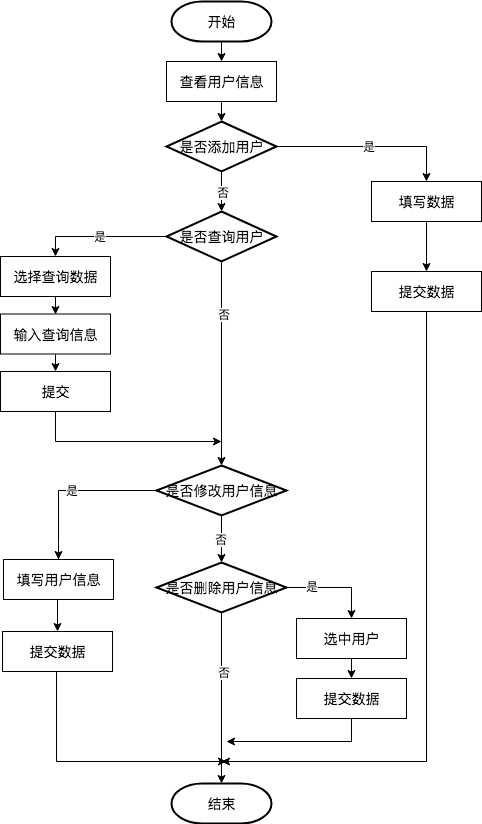 开始
查看用户信息
是否添加用户
是
否
填写数据
是否查询用户
是
选择查询数据
提交数据
否
输入查询信息
提交
是否修改用户信息
是
否
填写用户信息
是否删除用户信息
是
选中用户
提交数据
否
提交数据
结束